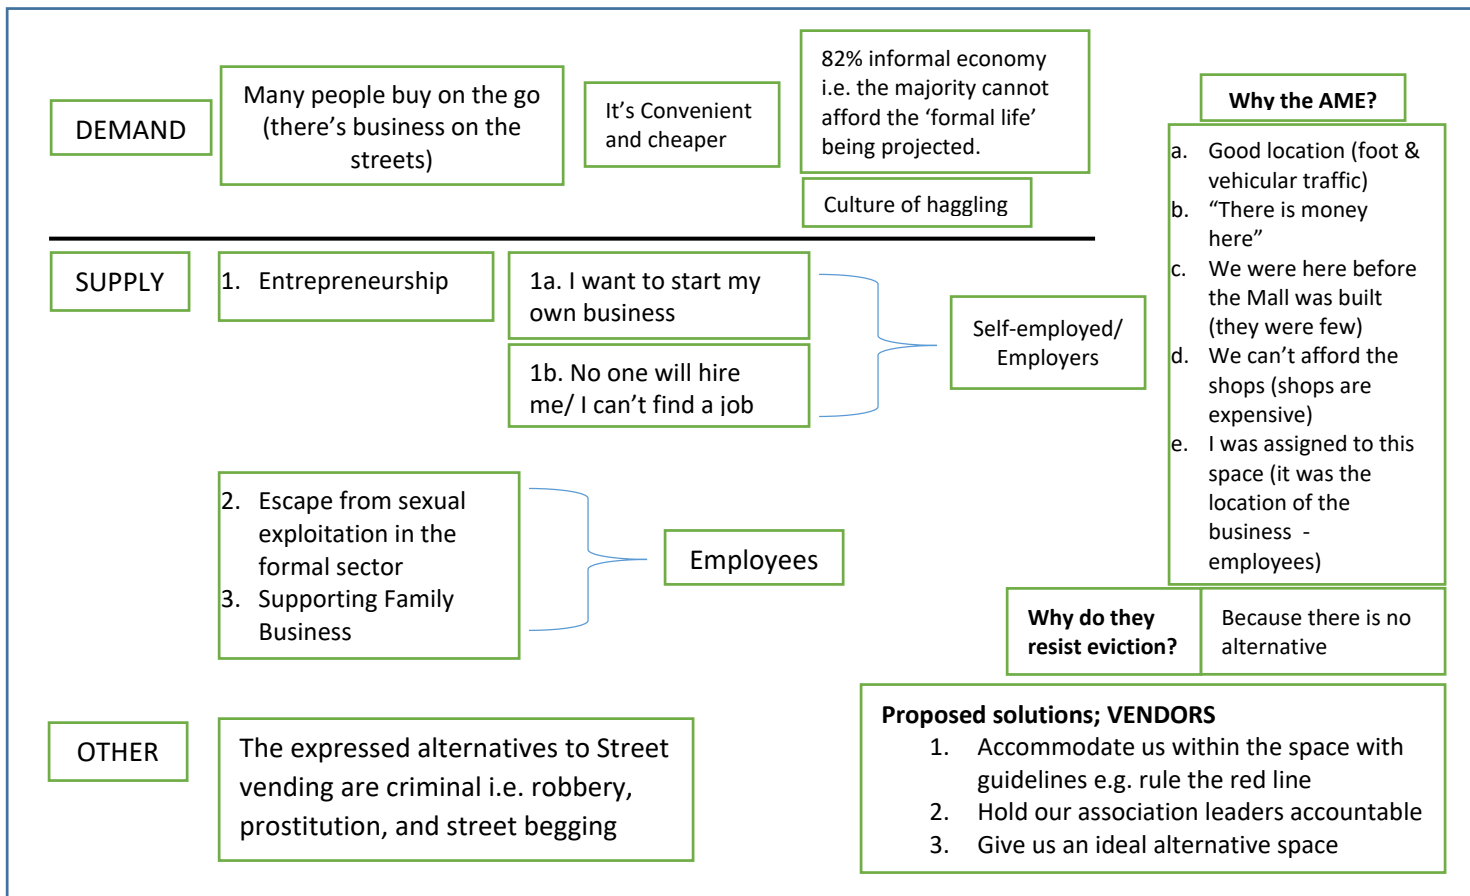 DEMAND
Many people buy on the go
(there’s business on the
streets)
It’s Convenient
and cheaper
82% informal economy
i.e. the majority cannot
afford the ‘formal life’
being projected.
Culture of haggling
Why the AME?
a. Good location (foot &
vehicular traffic)
b. “There is money
here”
c. We were here before
the Mall was built
(they were few)
d. We can’t afford the
shops (shops are
expensive)
e. I was assigned to this
space (it was the
location of the
business -
employees)
SUPPLY
1. Entrepreneurship
1a. I want to start my
own business
1b. No one will hire
me/ I can’t find a job
Self-employed/
Employers
2. Escape from sexual
exploitation in the
formal sector
3. Supporting Family
Business
Employees
Why do they
resist eviction?
Because there is no
alternative
OTHER
The expressed alternatives to Street
vending are criminal i.e. robbery,
prostitution, and street begging
Proposed solutions; VENDORS
1. Accommodate us within the space with
guidelines e.g. rule the red line
2. Hold our association leaders accountable
3. Give us an ideal alternative space